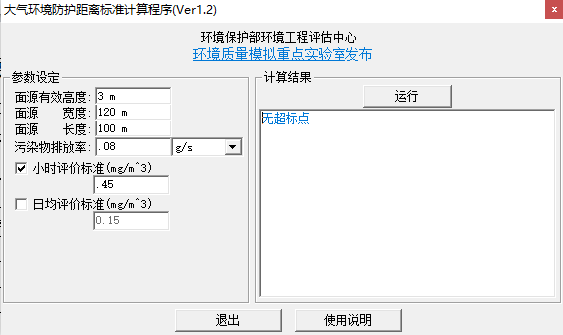 大气环境防护距离标准计算程序(Ver1.2)
x
环境保护部环境工程评估中心
环境质量模拟重点实验室发布
参数设定
面源有效高度: 3 m
面源 宽度: 120 m
面源 长度: 100 m
污染物排放率: .08 g/s
小时评价标准(mg/m^3)
.45
日均评价标准(mg/m^3)
0.15
计算结果
运行
无超标点
退出
使用说明